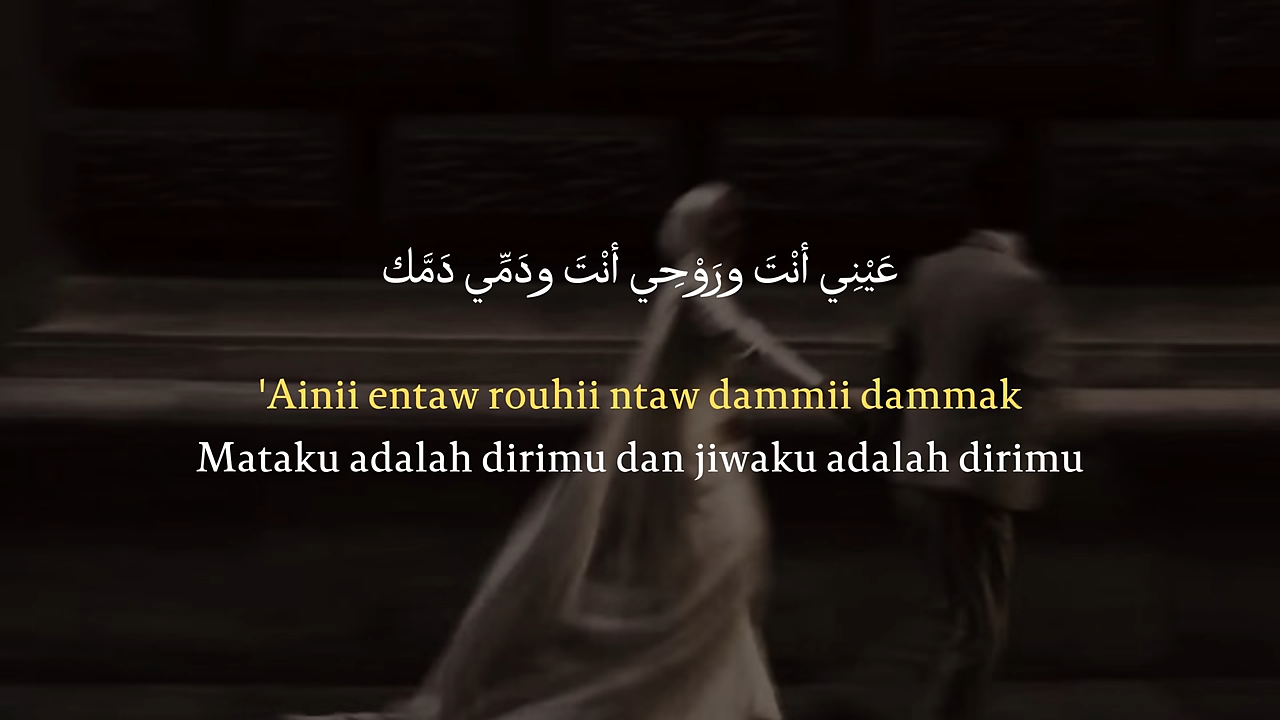 عَيْنِي أنْتَ ورَوْحِي أنْتَ ودَمِّي دَمَّك
'Ainii entaw rouhii ntaw dammii dammak
Mataku adalah dirimu dan jiwaku adalah dirimu